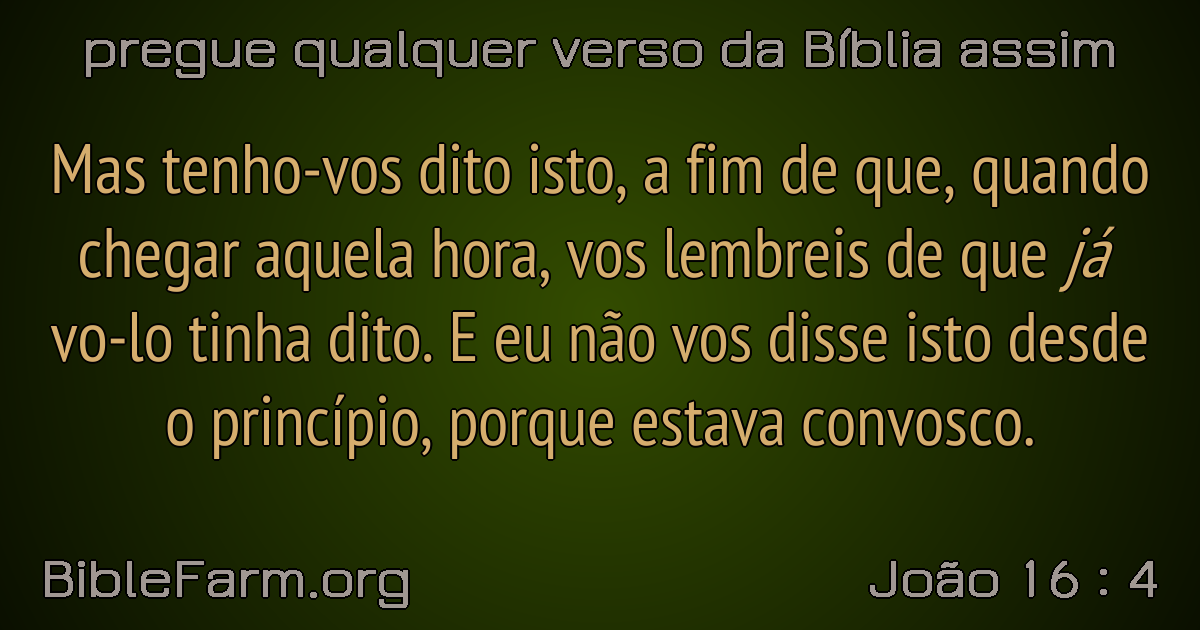 pregue qualquer verso da Bíblia assim
Mas tenho-vos dito isto, a fim de que, quando
chegar aquela hora, vos lembreis de que já
vo-lo tinha dito. E eu não vos disse isto desde
o princípio, porque estava convosco.
BibleFarm.org
João 16 : 4